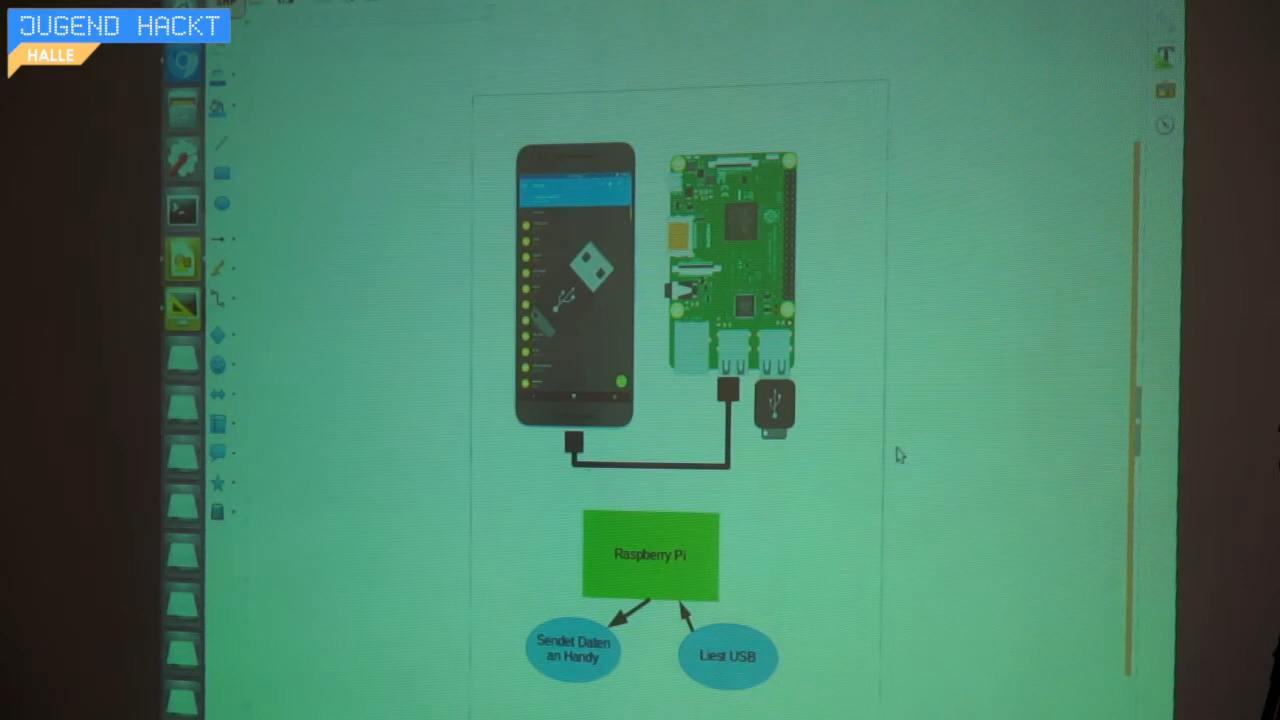 JUGEND HACKT
HALLE
Raspberry Pi
Sendet Daten
an Handy
Liest USB